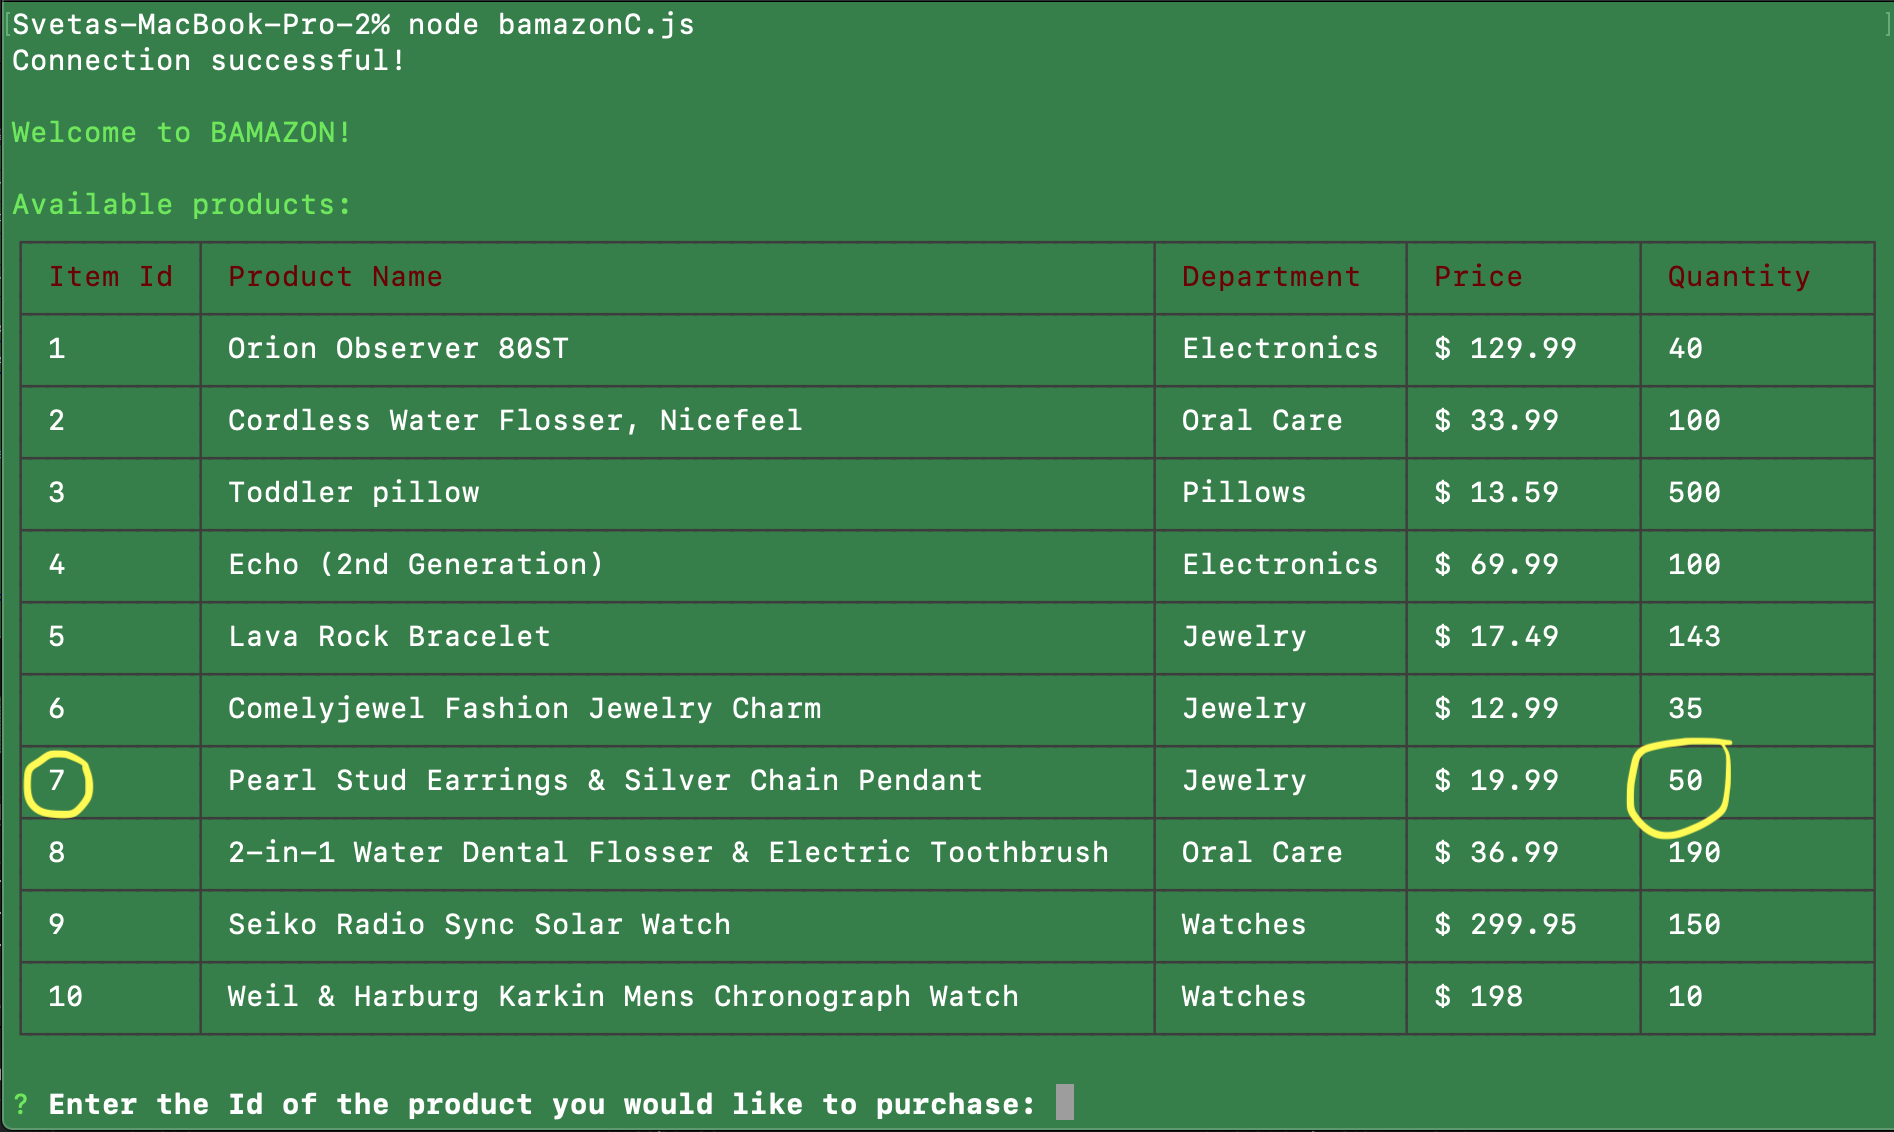 Svetas-MacBook-Pro-2% node bamazonC.js
Connection successful!
Welcome to BAMAZON!
Available products:
Item Id Product Name Department Price Quantity
1 Orion Observer 80ST Electronics $ 129.99 40
2 Cordless Water Flosser, Nicefeel Oral Care $ 33.99 100
3 Toddler pillow Pillows $ 13.59 500
4 Echo (2nd Generation) Electronics $ 69.99 100
5 Lava Rock Bracelet Jewelry $ 17.49 143
6 Comelyjewel Fashion Jewelry Charm Jewelry $ 12.99 35
7 Pearl Stud Earrings & Silver Chain Pendant Jewelry $ 19.99 50
8 2-in-1 Water Dental Flosser & Electric Toothbrush Oral Care $ 36.99 190
9 Seiko Radio Sync Solar Watch Watches $ 299.95 150
10 Weil & Harburg Karkin Mens Chronograph Watch Watches $ 198 10
? Enter the Id of the product you would like to purchase: